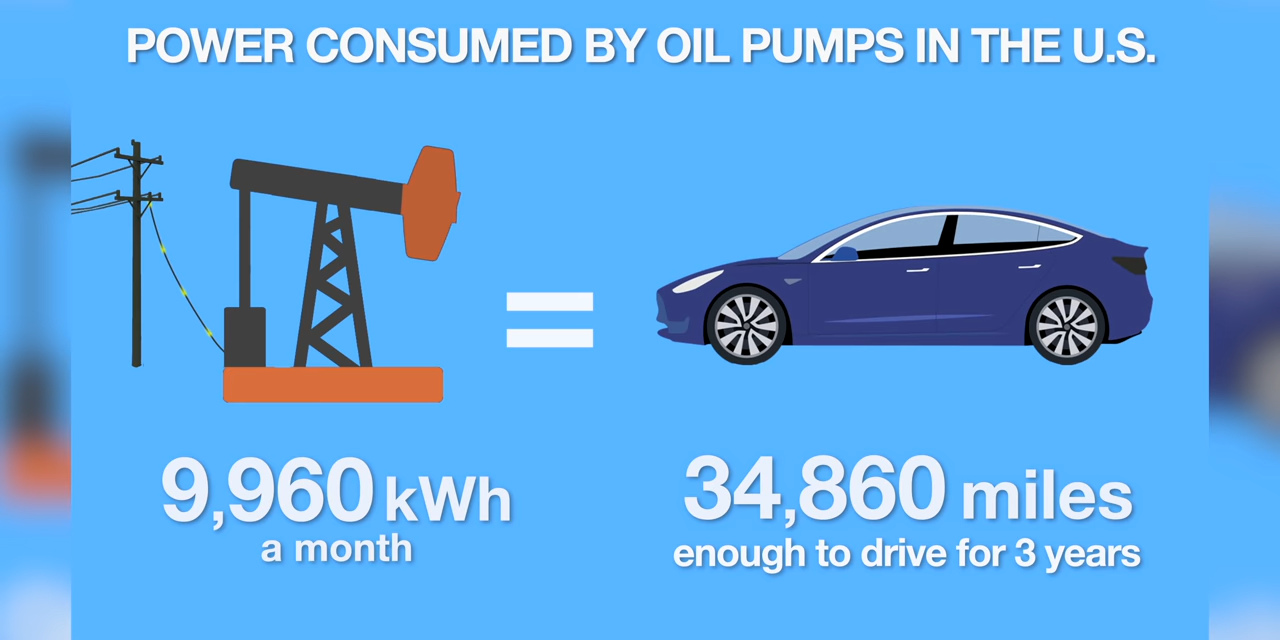 POWER CONSUMED BY OIL PUMPS IN THE U.S.
9,960 kWh
a month
34,860 miles
enough to drive for 3 years